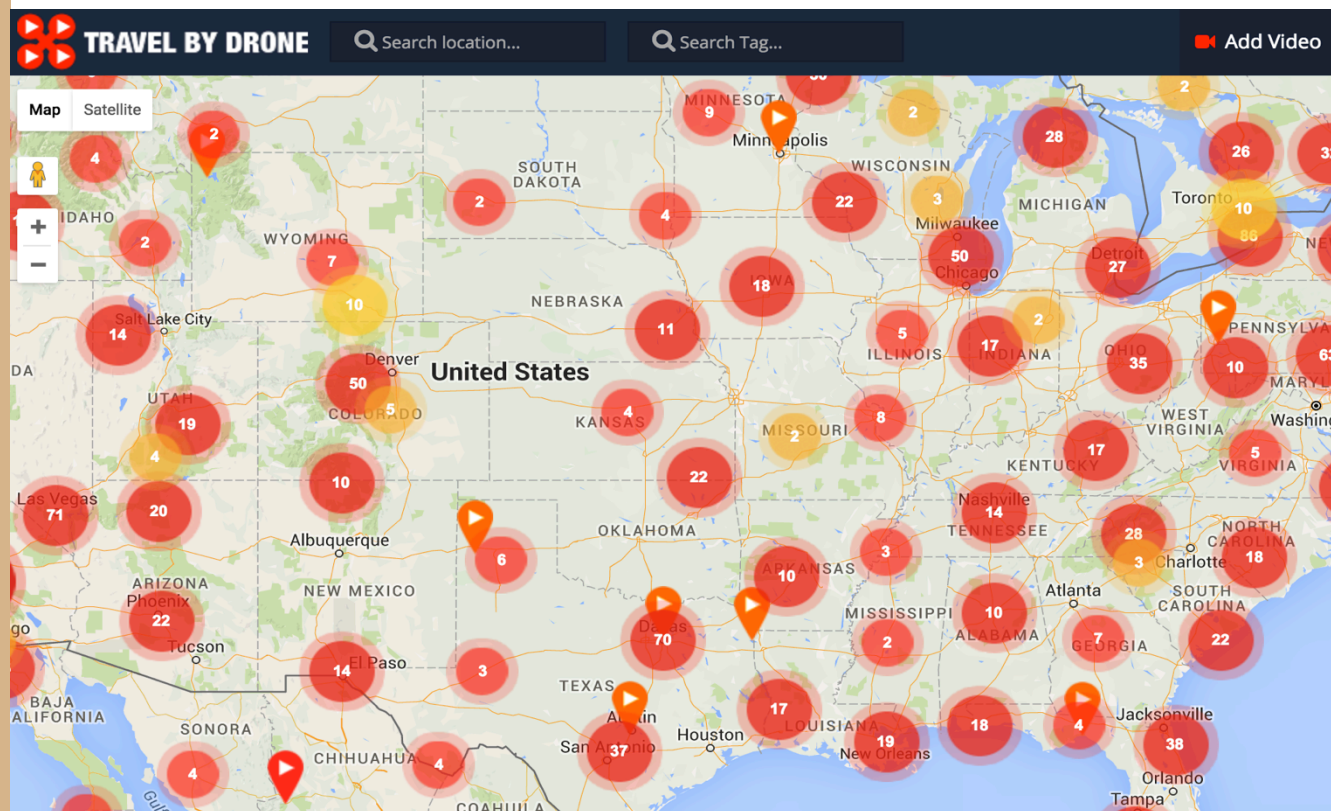 TRAVEL BY DRONE
Search location...
Search Tag...
Add Video
Map
Satellite
2
2
2
9
MINNESOTA
Minneapolis
28
26
4
WISCONSIN
SOUTH
DAKOTA
2
4
22
3
MICHIGAN
Toronto
10
86
IDAHO
2
WYOMING
7
Milwaukee
50
Chicago
Detroit
27
+
−
10
18
IOWA
NEBRASKA
11
Salt Lake City
14
5
ILLINOIS
2
17
INDIANA
OHIO
35
PENNSYLVA
10
63
MARYL
Denver
United States
50
COLORADO
5
UTAH
19
KANSAS
4
MISSOURI
2
8
WEST
VIRGINIA
Washing
4
KENTUCKY
17
5
VIRGINIA
Las Vegas
71
20
10
22
Nashville
14
TENNESSEE
OKLAHOMA
Albuquerque
6
3
28
NORTH
CAROLINA
18
3
Charlotte
ARIZONA
NEW MEXICO
10
ARKANSAS
Atlanta
SOUTH
CAROLINA
Phoenix
22
Dallas
70
MISSISSIPPI
2
10
ALABAMA
7
GEORGIA
22
go
Tucson
14
El Paso
3
TEXAS
BAJA
ALIFORNIA
SONORA
Austin
San Antonio
37
Houston
17
LOUISIANA
19
New Orleans
18
4
Jacksonville
38
CHIHUAHUA
4
4
Orlando
Tampa
COAHUILA